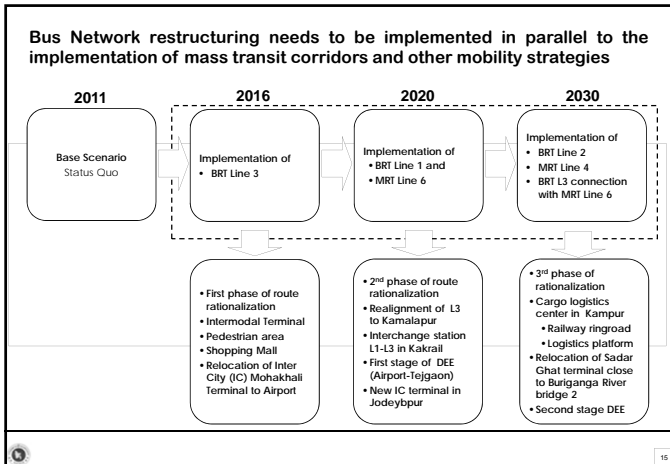 Bus Network restructuring needs to be implemented in parallel to the
implementation of mass transit corridors and other mobility strategies
2011
2016
2020
2030
Base Scenario
Status Quo
Implementation of
• BRT Line 3
Implementation of
• BRT Line 1 and
• MRT Line 6
Implementation of
• BRT Line 2
• MRT Line 4
• BRT L3 connection
with MRT Line 6
• First phase of route
rationalization
• Intermodal Terminal
• Pedestrian area
• Shopping Mall
• Relocation of Inter
City (IC) Mohakhali
Terminal to Airport
• 2nd phase of route
rationalization
• Realignment of L3
to Kamalapur
• Interchange station
L1-L3 in Kakrail
• First stage of DEE
(Airport-Tejgaon)
• New IC terminal in
Jodeybpur
• 3rd phase of
rationalization
• Cargo logistics
center in Kampur
• Railway ringroad
• Logistics platform
• Relocation of Sadar
Ghat terminal close
to Buriganga River
bridge 2
• Second stage DEE
15